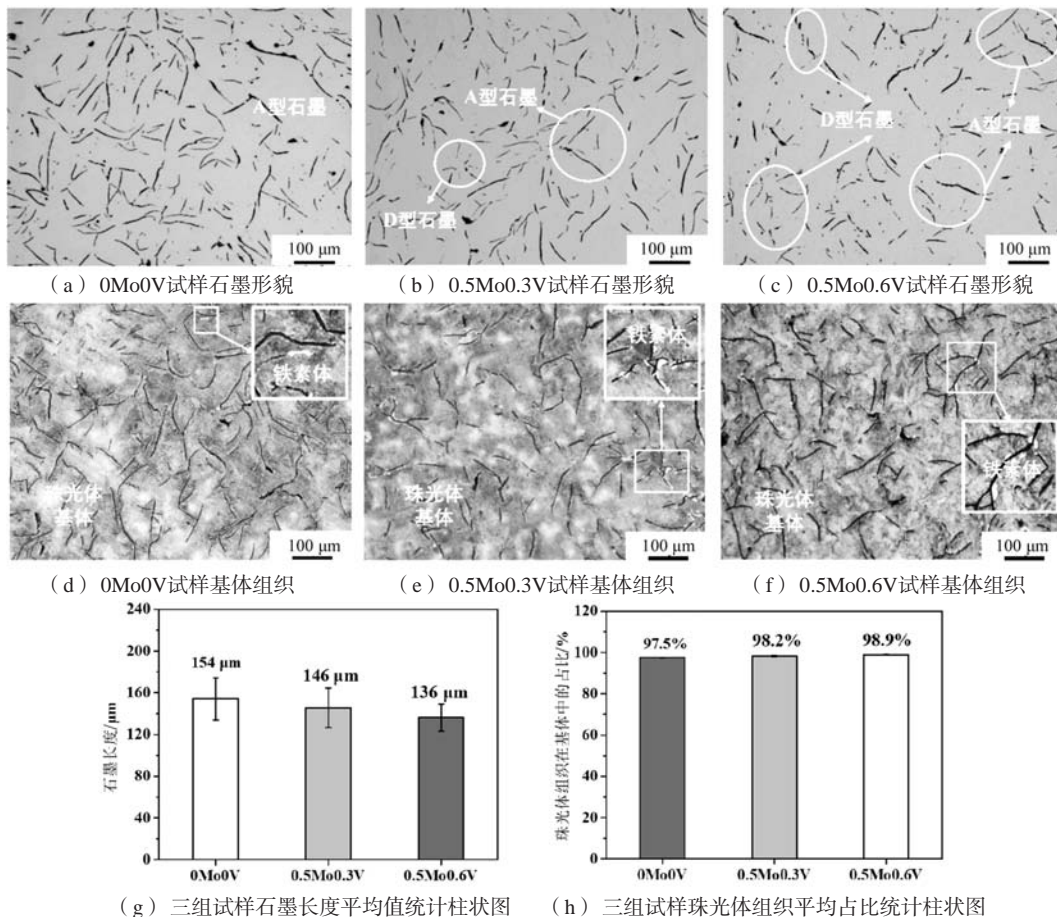 A型石墨
100 μm
A型石墨
D型石墨
100 μm
D型石墨
A型石墨
100 μm
（a）0Mo0V试样石墨形貌
（b）0.5Mo0.3V试样石墨形貌
（c）0.5Mo0.6V试样石墨形貌
铁素体
珠光体
基体
100 μm
铁素体
珠光体
基体
100 μm
铁素体
珠光体
基体
100 μm
（d）0Mo0V试样基体组织
（e）0.5Mo0.3V试样基体组织
（f）0.5Mo0.6V试样基体组织
石墨长度/μm
240
200
160
120
80
40
0
154 μm
146 μm
136 μm
0Mo0V
0.5Mo0.3V
0.5Mo0.6V
珠光体组织在基体中的占比/%
120
100
80
60
40
20
0
97.5%
98.2%
98.9%
0Mo0V
0.5Mo0.3V
0.5Mo0.6V
（g）三组试样石墨长度平均值统计柱状图
（h）三组试样珠光体组织平均占比统计柱状图